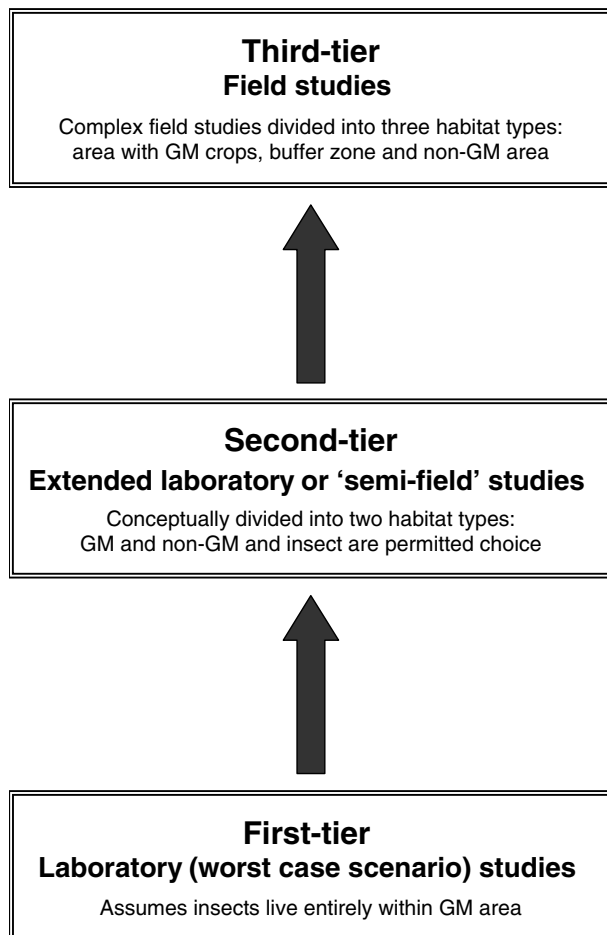 Third-tier
Field studies
Complex field studies divided into three habitat types:
area with GM crops, buffer zone and non-GM area
Second-tier
Extended laboratory or ‘semi-field’ studies
Conceptually divided into two habitat types:
GM and non-GM and insect are permitted choice
First-tier
Laboratory (worst case scenario) studies
Assumes insects live entirely within GM area